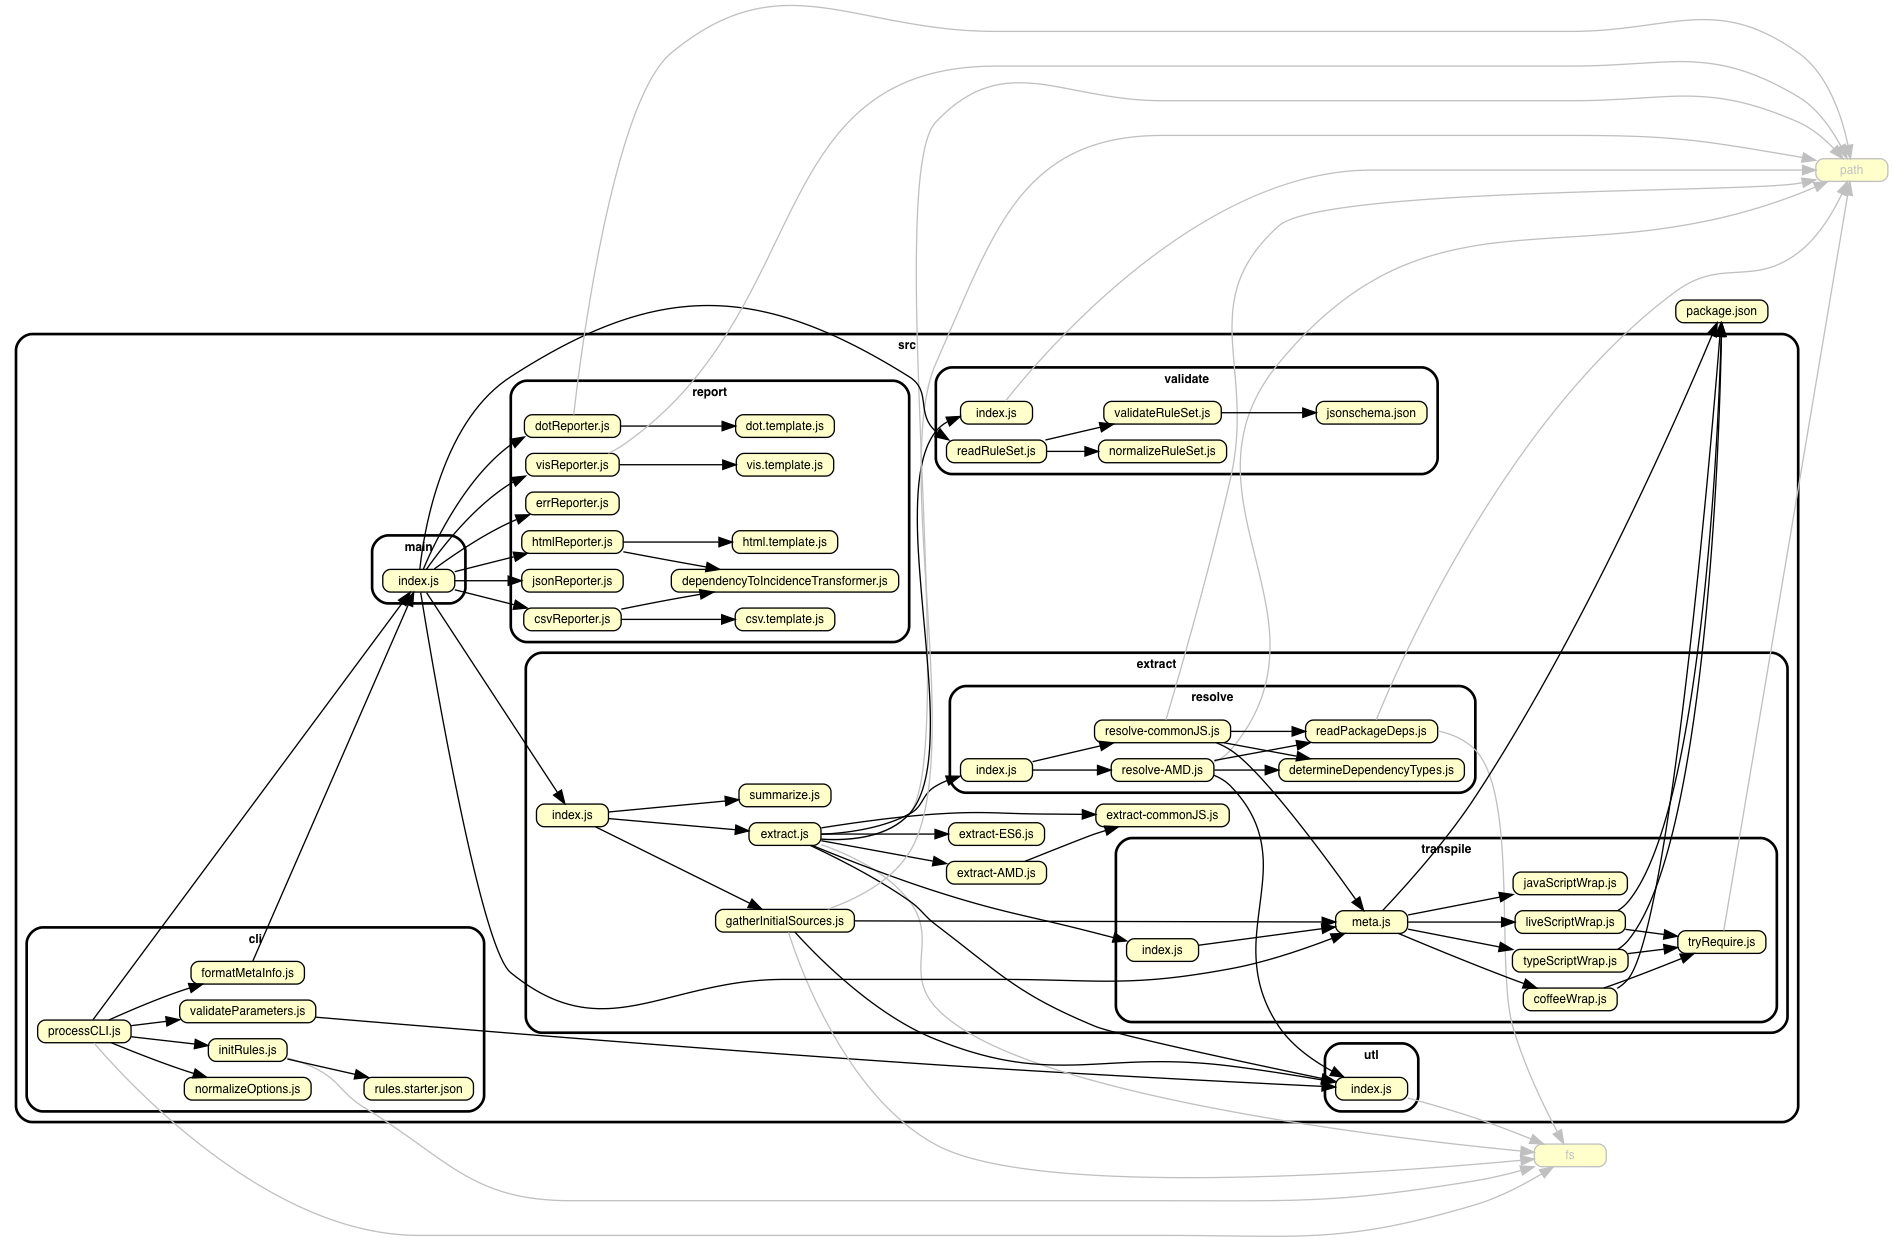 path
package.json
src
validate
report
index.js
validateRuleSet.js
jsonschema.json
dotReporter.js
dot.template.js
readRuleSet.js
normalizeRuleSet.js
visReporter.js
vis.template.js
errReporter.js
htmlReporter.js
html.template.js
main
index.js
jsonReporter.js
dependencyToIncidenceTransformer.js
csvReporter.js
csv.template.js
extract
resolve
resolve-commonJS.js
readPackageDeps.js
index.js
resolve-AMD.js
determineDependencyTypes.js
summarize.js
index.js
extract-commonJS.js
extract.js
extract-ES6.js
transpile
extract-AMD.js
javaScriptWrap.js
gatherInitialSources.js
meta.js
liveScriptWrap.js
tryRequire.js
index.js
typeScriptWrap.js
coffeeWrap.js
cli
formatMetaInfo.js
validateParameters.js
processCLI.js
initRules.js
normalizeOptions.js
rules.starter.json
utl
index.js
fs